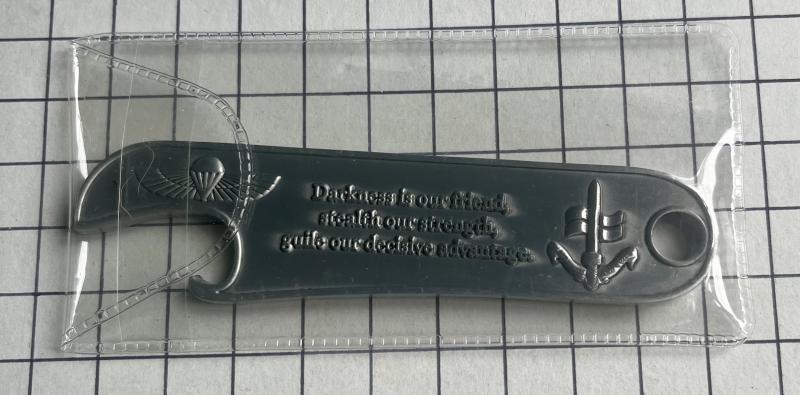 Darkness is our friend,
stealth our strength,
guile our decisive advantage.